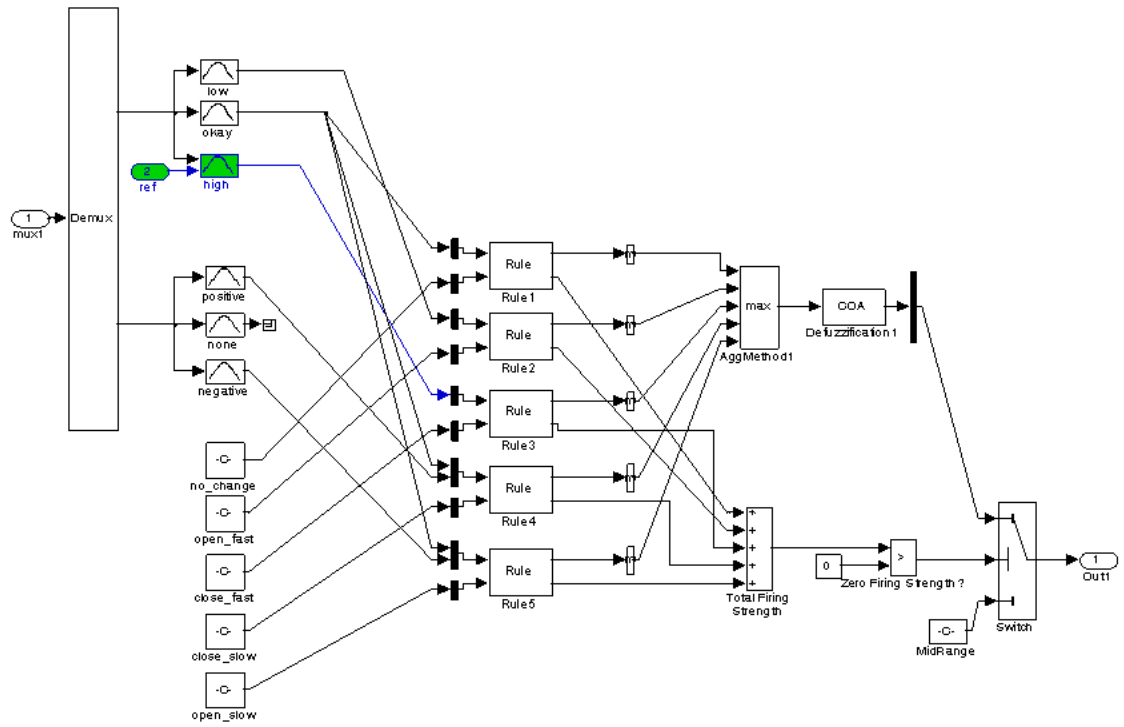 low
okay
2
ref
high
1
mux1
Demux
positive
none
negative
-C-
no_change
-C-
open_fast
-C-
close_fast
-C-
close_slow
-C-
open_slow
Rule
Rule1
Rule
Rule2
Rule
Rule3
Rule
Rule4
Rule
Rule5
max
AggMethod1
COA
Defuzzification1
+
+
+
+
+
Total Firing
Strength
0
>
Zero Firing Strength?
-C-
MidRange
Switch
1
Out1